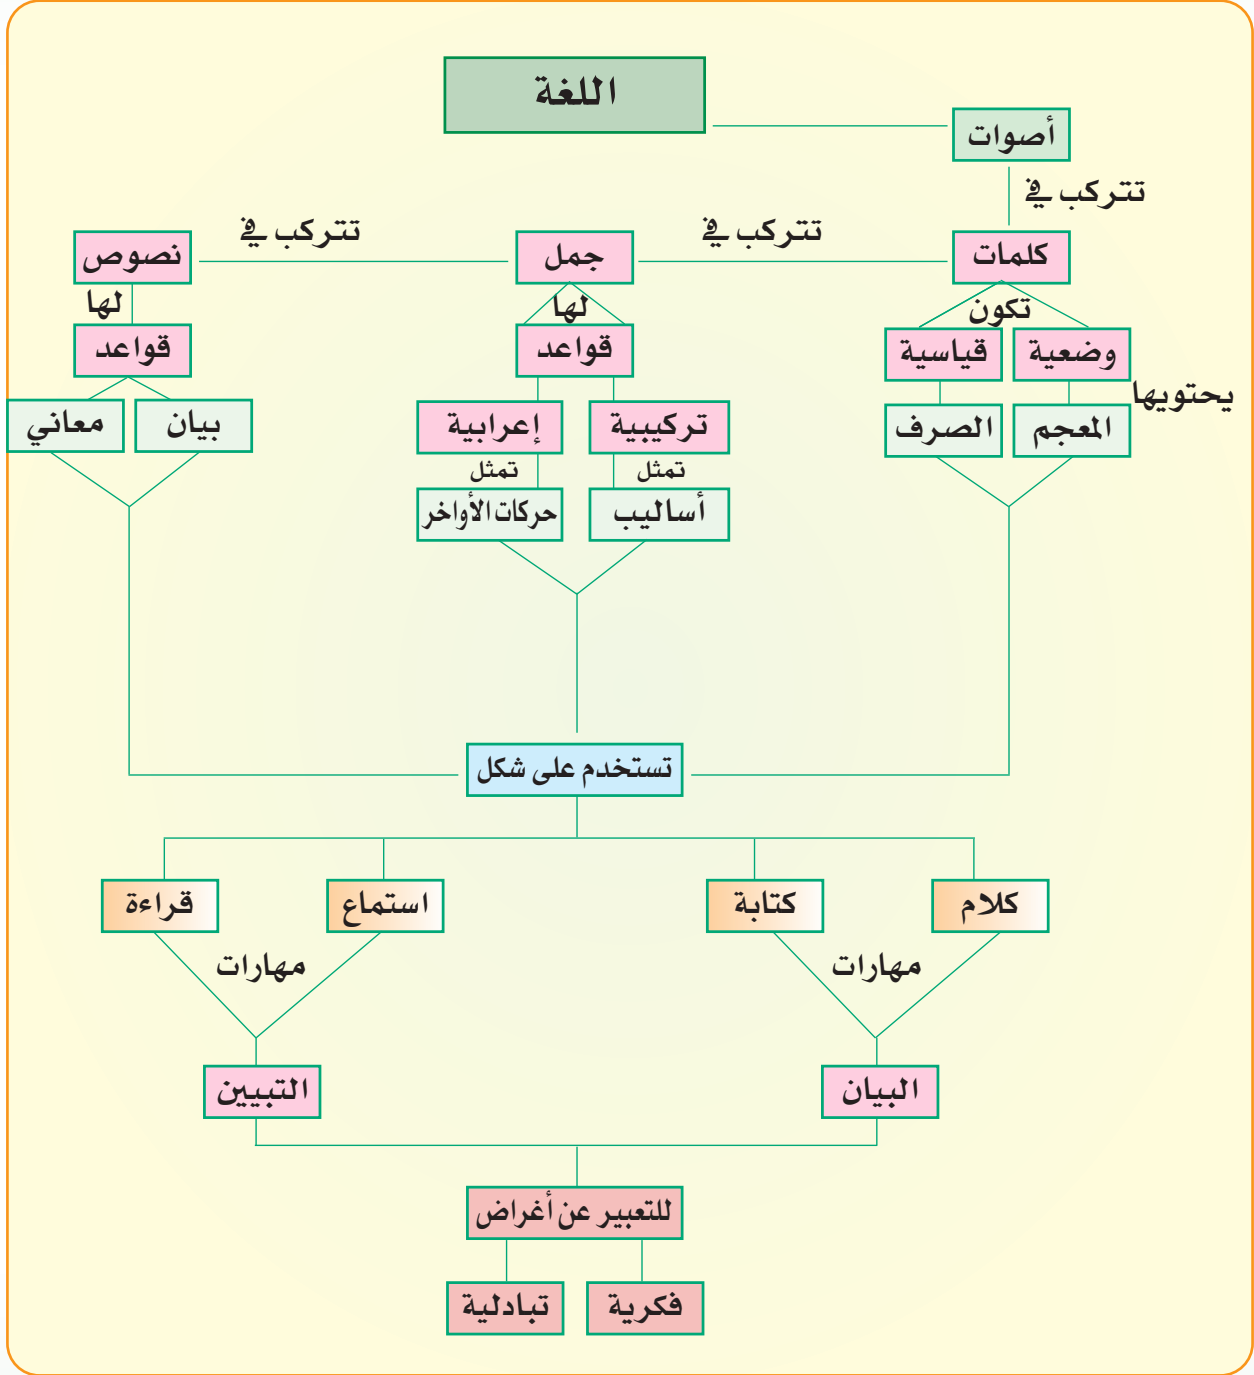 اللغة
أصوات
تتركب في
كلمات
تتركب في
جمل
تتركب في
نصوص
تكون
لها
لها
وضعية
قياسية
قواعد
قواعد
يحتويها
المعجم
الصرف
تركيبية
إعرابية
بيان
معاني
تمثل
تمثل
أساليب
حركات الأواخر
تستخدم على شكل
كلام
كتابة
استماع
قراءة
مهارات
مهارات
البيان
التبيين
للتعبير عن أغراض
فكرية
تبادلية